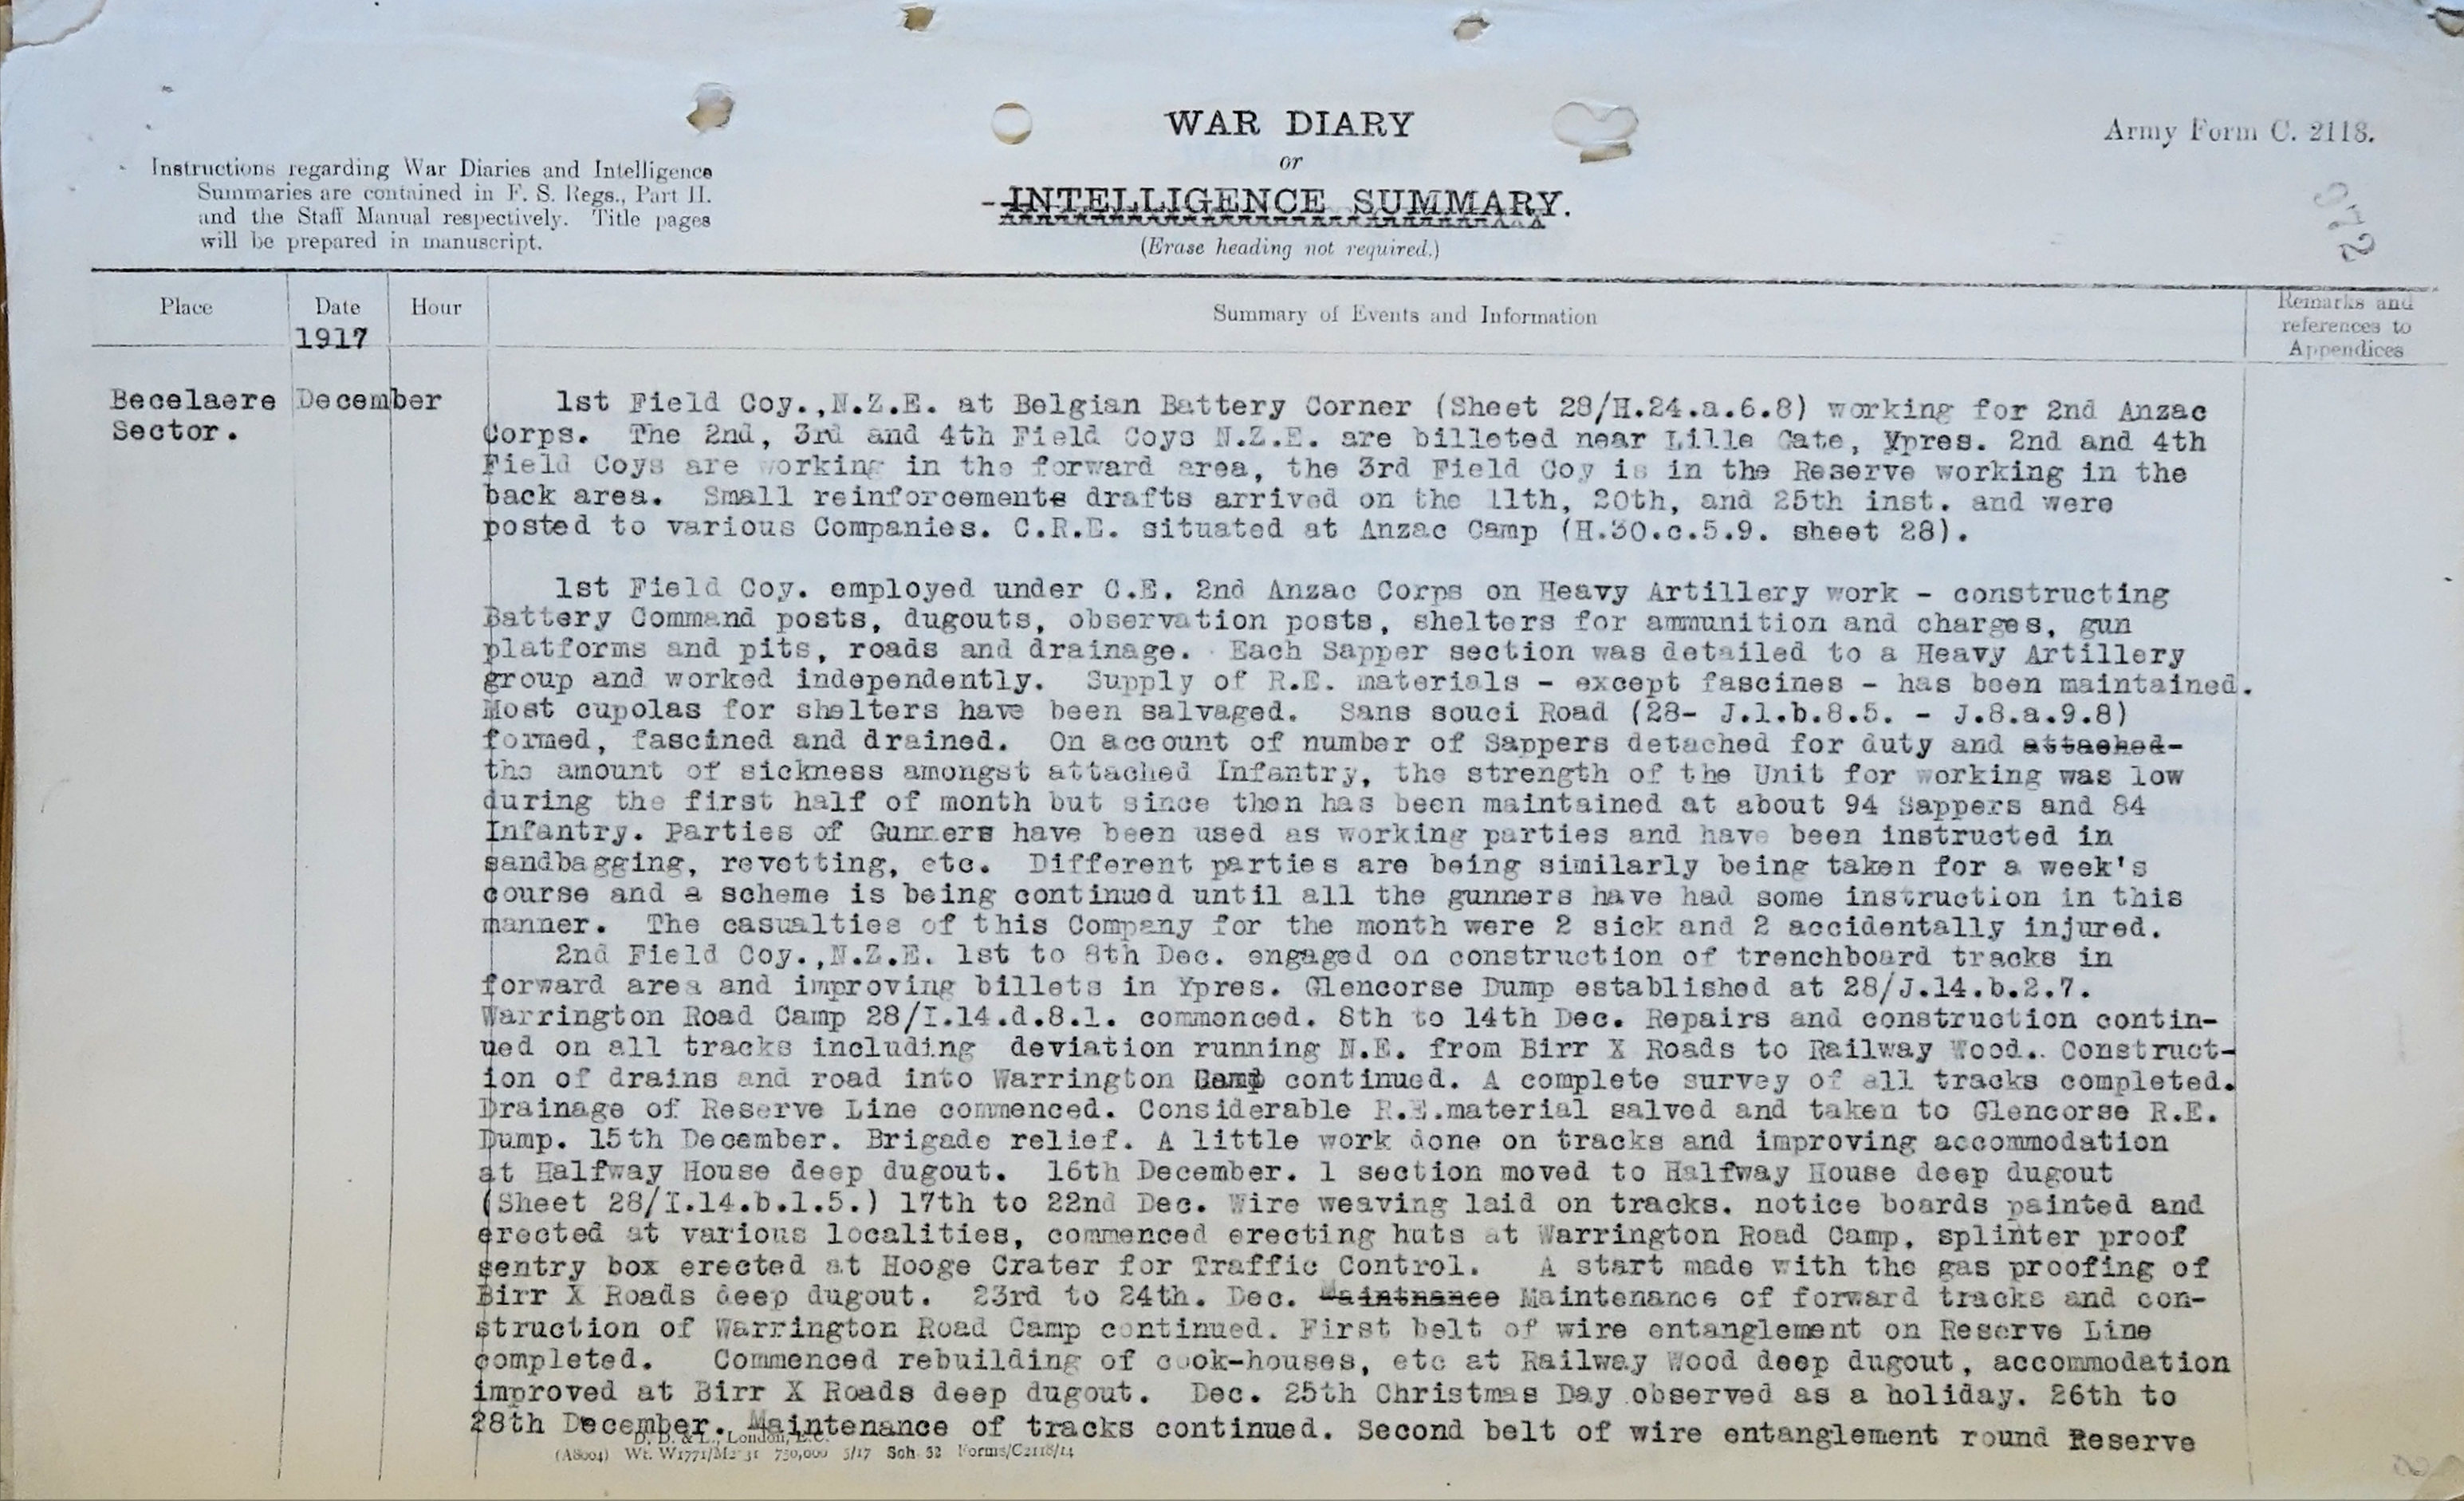 WAR DIARY
or
INTELLIGENCE SUMMARY.
(Erase heading not required.)
Army Form C. 2118.
Instructions regarding War Diaries and Intelligence
Summaries are contained in F. S. Regs., Part II.
and the Staff Manual respectively. Title pages
will be prepared in manuscript.
Place
Date
1917
Hour
Summary of Events and Information
Remarks and
references to
Appendices
Becelaere
Sector.
December
1st Field Coy.,N.Z.E. at Belgian Battery Corner (Sheet 28/H.24.a.6.8) working for 2nd Anzac
Corps. The 2nd, 3rd and 4th Field Coys N.Z.E. are billeted near Lille Gate, Ypres. 2nd and 4th
Field Coys are working in the forward area, the 3rd Field Coy is in the Reserve working in the
back area. Small reinforcements drafts arrived on the 11th, 20th, and 25th inst. and were
posted to various Companies. C.R.E. situated at Anzac Camp (H.30.c.5.9. sheet 28).
1st Field Coy. employed under C.E. 2nd Anzac Corps on Heavy Artillery work - constructing
Battery Command posts, dugouts, observation posts, shelters for ammunition and charges, gun
platforms and pits, roads and drainage. Each Sapper section was detailed to a Heavy Artillery
group and worked independently. Supply of R.E. materials - except fascines - has been maintained.
Most cupolas for shelters have been salvaged. Sans souci Road (28- J.1.b.8.5. - J.8.a.9.8)
formed, fascined and drained. On account of number of Sappers detached for duty and attached-
the amount of sickness amongst attached Infantry, the strength of the Unit for working was low
during the first half of month but since then has been maintained at about 94 Sappers and 84
Infantry. Parties of Gunners have been used as working parties and have been instructed in
sandbagging, revetting, etc. Different parties are being similarly being taken for a week's
course and a scheme is being continued until all the gunners have had some instruction in this
manner. The casualties of this Company for the month were 2 sick and 2 accidentally injured.
2nd Field Coy.,N.Z.E. 1st to 8th Dec. engaged on construction of trenchboard tracks in
forward area and improving billets in Ypres. Glencorse Dump established at 28/J.14.b.2.7.
Warrington Road Camp 28/I.14.d.8.1. commenced. 8th to 14th Dec. Repairs and construction contin-
ued on all tracks including deviation running N.E. from Birr X Roads to Railway Wood.. Construct-
ion of drains and road into Warrington Camp continued. A complete survey of all tracks completed.
Drainage of Reserve Line commenced. Considerable R.E.material salved and taken to Glencorse R.E.
Dump. 15th December. Brigade relief. A little work done on tracks and improving accommodation
at Halfway House deep dugout. 16th December. 1 section moved to Halfway House deep dugout
(Sheet 28/I.14.b.1.5.) 17th to 22nd Dec. Wire weaving laid on tracks. notice boards painted and
erected at various localities, commenced erecting huts at Warrington Road Camp, splinter proof
sentry box erected at Hooge Crater for Traffic Control. A start made with the gas proofing of
Birr X Roads deep dugout. 23rd to 24th. Dec. Maintnance Maintenance of forward tracks and con-
struction of Warrington Road Camp continued. First belt of wire entanglement on Reserve Line
completed. Commenced rebuilding of cook-houses, etc at Railway Wood deep dugout, accommodation
improved at Birr X Roads deep dugout. Dec. 25th Christmas Day observed as a holiday. 26th to
28th December. Maintenance of tracks continued. Second belt of wire entanglement round Reserve
D. D. & L., London, E.C.
(A8004) Wt. W1771/M2 31 750,000 5/17 Sch. 52 Forms/C2118/14